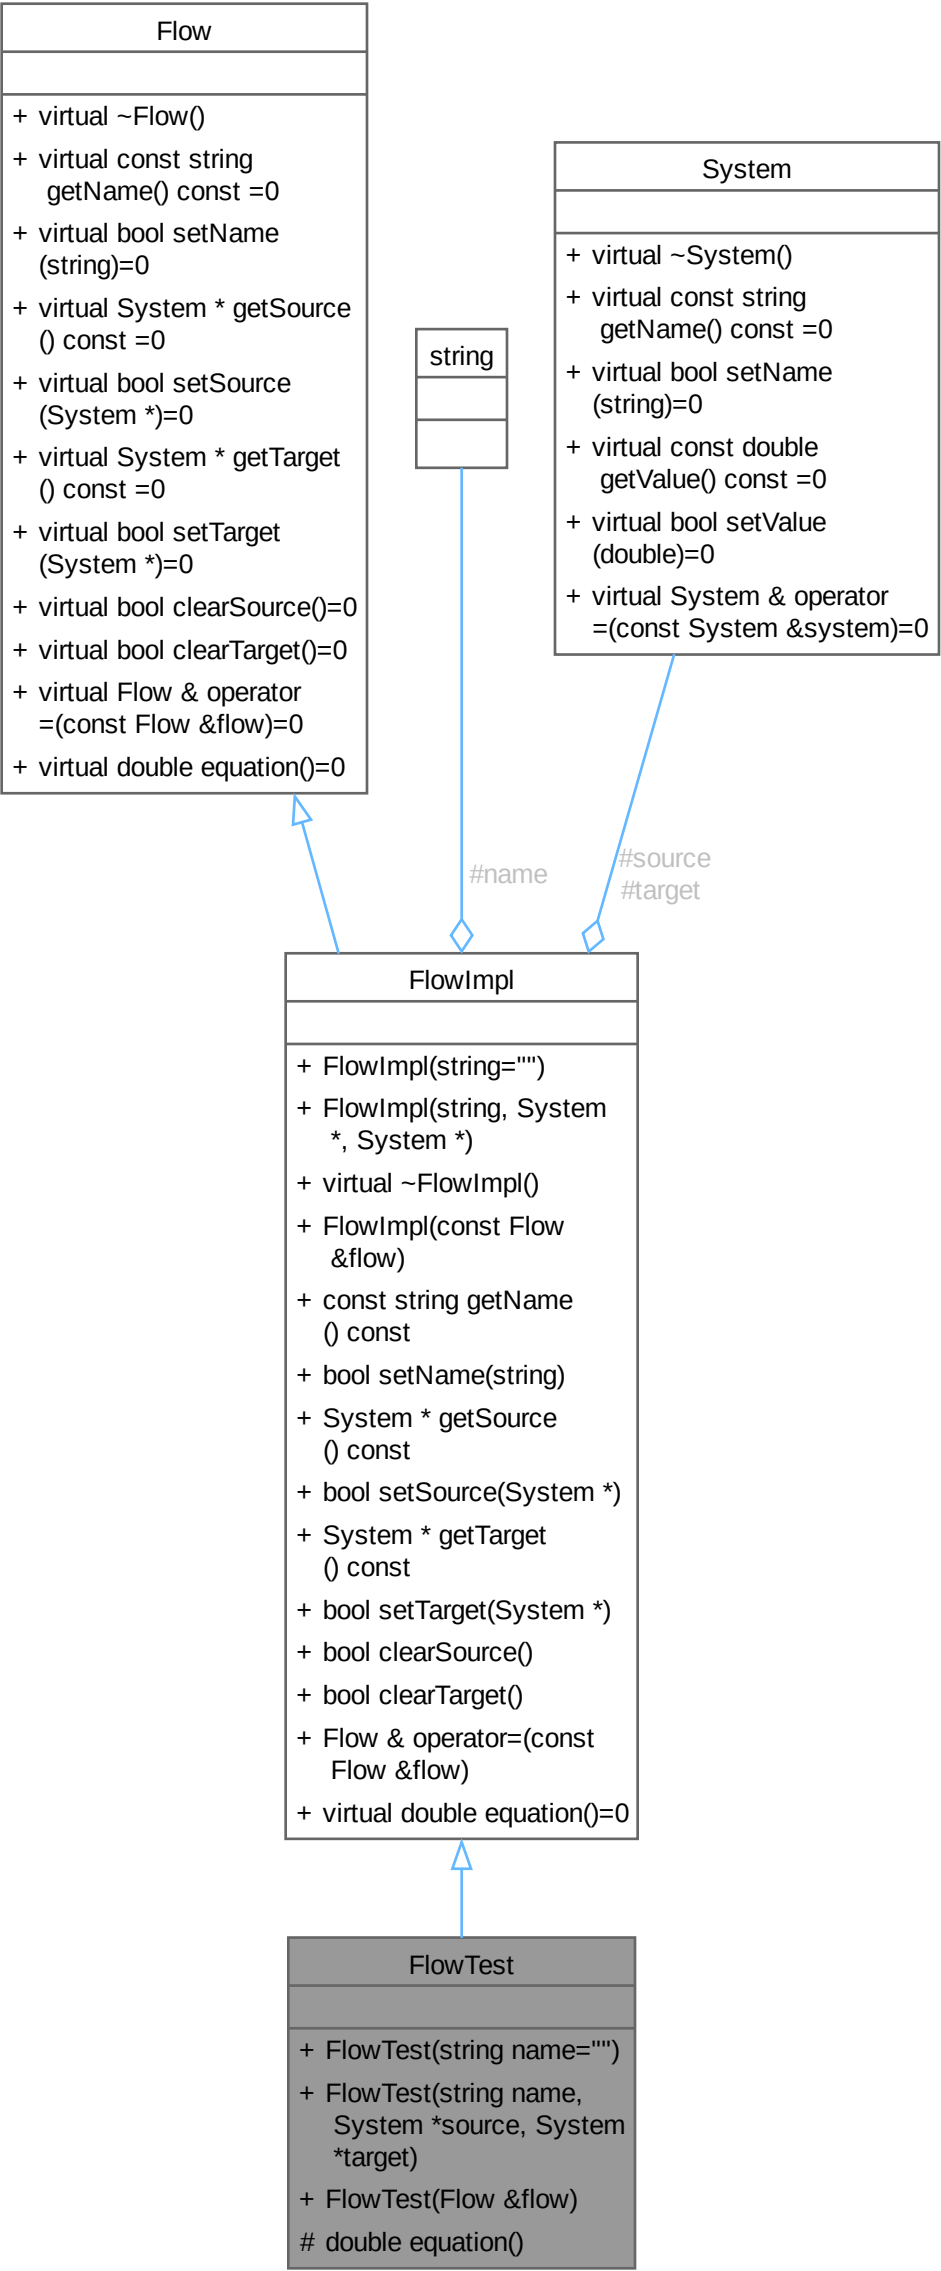 Flow
+ virtual ~Flow()
+ virtual const string
getName() const =0
+ virtual bool setName
(string)=0
+ virtual System * getSource
() const =0
+ virtual bool setSource
(System *)=0
+ virtual System * getTarget
() const =0
+ virtual bool setTarget
(System *)=0
+ virtual bool clearSource()=0
+ virtual bool clearTarget()=0
+ virtual Flow & operator
=(const Flow &flow)=0
+ virtual double equation()=0
string
System
+ virtual ~System()
+ virtual const string
getName() const =0
+ virtual bool setName
(string)=0
+ virtual const double
getValue() const =0
+ virtual bool setValue
(double)=0
+ virtual System & operator
=(const System &system)=0
#name
#source
#target
FlowImpl
+ FlowImpl(string="")
+ FlowImpl(string, System
*, System *)
+ virtual ~FlowImpl()
+ FlowImpl(const Flow
&flow)
+ const string getName
() const
+ bool setName(string)
+ System * getSource
() const
+ bool setSource(System *)
+ System * getTarget
() const
+ bool setTarget(System *)
+ bool clearSource()
+ bool clearTarget()
+ Flow & operator=(const
Flow &flow)
+ virtual double equation()=0
FlowTest
+ FlowTest(string name="")
+ FlowTest(string name,
System *source, System
*target)
+ FlowTest(Flow &flow)
# double equation()